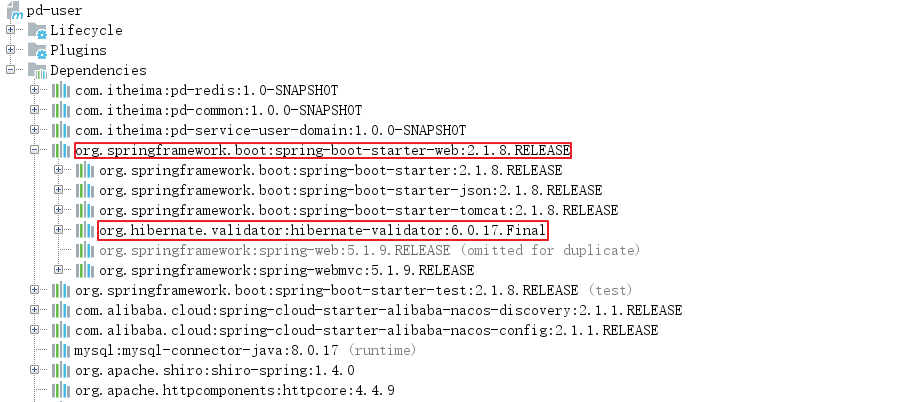 pd-user
Lifecycle
Plugins
Dependencies
com.itheima:pd-redis:1.0-SNAPSHOT
com.itheima:pd-common:1.0.0-SNAPSHOT
com.itheima:pd-service-user-domain:1.0.0-SNAPSHOT
org.springframework.boot:spring-boot-starter-web:2.1.8.RELEASE
org.springframework.boot:spring-boot-starter:2.1.8.RELEASE
org.springframework.boot:spring-boot-starter-json:2.1.8.RELEASE
org.springframework.boot:spring-boot-starter-tomcat:2.1.8.RELEASE
org.hibernate.validator:hibernate-validator:6.0.17.Final
org.springframework:spring-web:5.1.9.RELEASE (omitted for duplicate)
org.springframework:spring-webmvc:5.1.9.RELEASE
org.springframework.boot:spring-boot-starter-test:2.1.8.RELEASE (test)
com.alibaba.cloud:spring-cloud-starter-alibaba-nacos-discovery:2.1.1.RELEASE
com.alibaba.cloud:spring-cloud-starter-alibaba-nacos-config:2.1.1.RELEASE
mysql:mysql-connector-java:8.0.17 (runtime)
org.apache.shiro:shiro-spring:1.4.0
org.apache.httpcomponents:httpcore:4.4.9